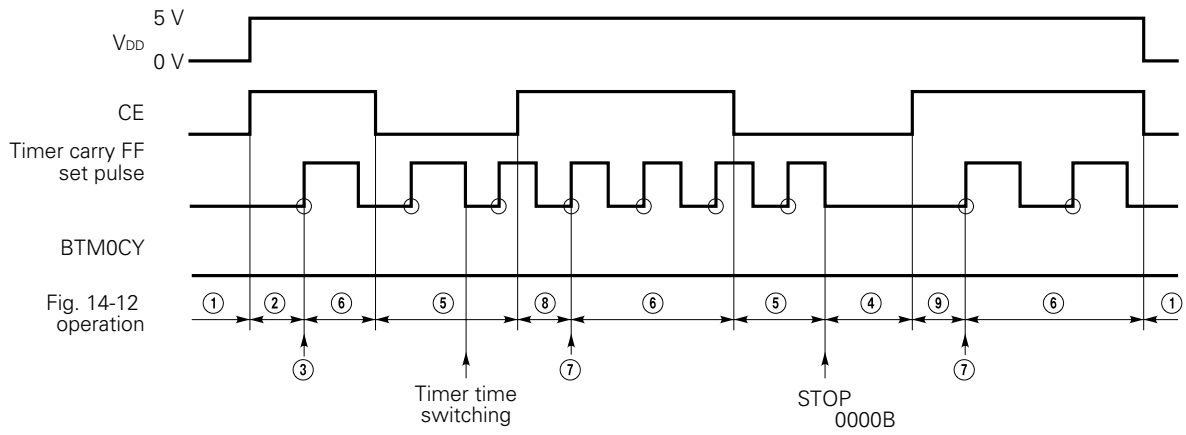 5 V
VDD
0 V
CE
Timer carry FF
set pulse
BTM0CY
Fig. 14-12
operation
① ② ⑥ ⑤ ⑧ ⑥ ⑤ ④ ⑨ ⑥ ①
③ ⑦ ⑦
Timer time
switching
STOP
0000B